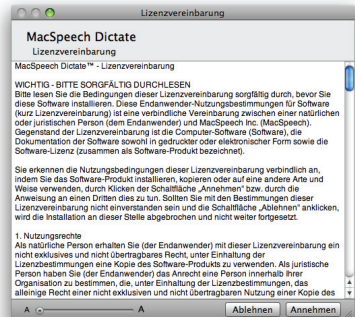 Lizenzvereinbarung
MacSpeech Dictate
Lizenzvereinbarung
MacSpeech Dictate™ - Lizenzvereinbarung
WICHTIG - BITTE SORGFÄLTIG DURCHLESEN
Bitte lesen Sie die Bedingungen dieser Lizenzvereinbarung sorgfältig durch, bevor Sie
diese Software installieren. Diese Endanwender-Nutzungsbestimmungen für Software
(kurz Lizenzvereinbarung) ist eine verbindliche Vereinbarung zwischen einer natürlichen
oder juristischen Person (dem Endanwender) und MacSpeech Inc. (MacSpeech).
Gegenstand der Lizenzvereinbarung ist die Computer-Software (Software), die
Dokumentation der Software sowohl in gedruckter oder elektronischer Form sowie die
Software-Lizenz (zusammen als Software-Produkt bezeichnet).
Sie erkennen die Nutzungsbedingungen dieser Lizenzvereinbarung verbindlich an,
indem Sie das Software-Produkt installieren, kopieren oder auf eine andere Arte und
Weise verwenden, durch Klicken der Schaltfläche „Annehmen" bzw. durch die
Anweisung an einen Dritten dies zu tun. Sollten Sie mit den Bestimmungen dieser
Lizenzvereinbarung nicht einverstanden sein und die Schaltfläche „Ablehnen" anklicken,
wird die Installation an dieser Stelle abgebrochen und nicht weiter fortgesetzt.
1. Nutzungsrechte
Als natürliche Person erhalten Sie (der Endanwender) mit dieser Lizenzvereinbarung ein
nicht exklusives und nicht übertragbares Recht, unter Einhaltung der
Lizenzbestimmungen eine Kopie des Software-Produkts zu verwenden. Als juristische
Person haben Sie (der Endanwender) das Anrecht eine Person innerhalb Ihrer
Organisation zu bestimmen, die, unter Einhaltung der Lizenzbestimmungen, das
alleinige Recht einer nicht exklusiven und nicht übertragbaren Nutzung einer Kopie des
A A Ablehnen Annehmen